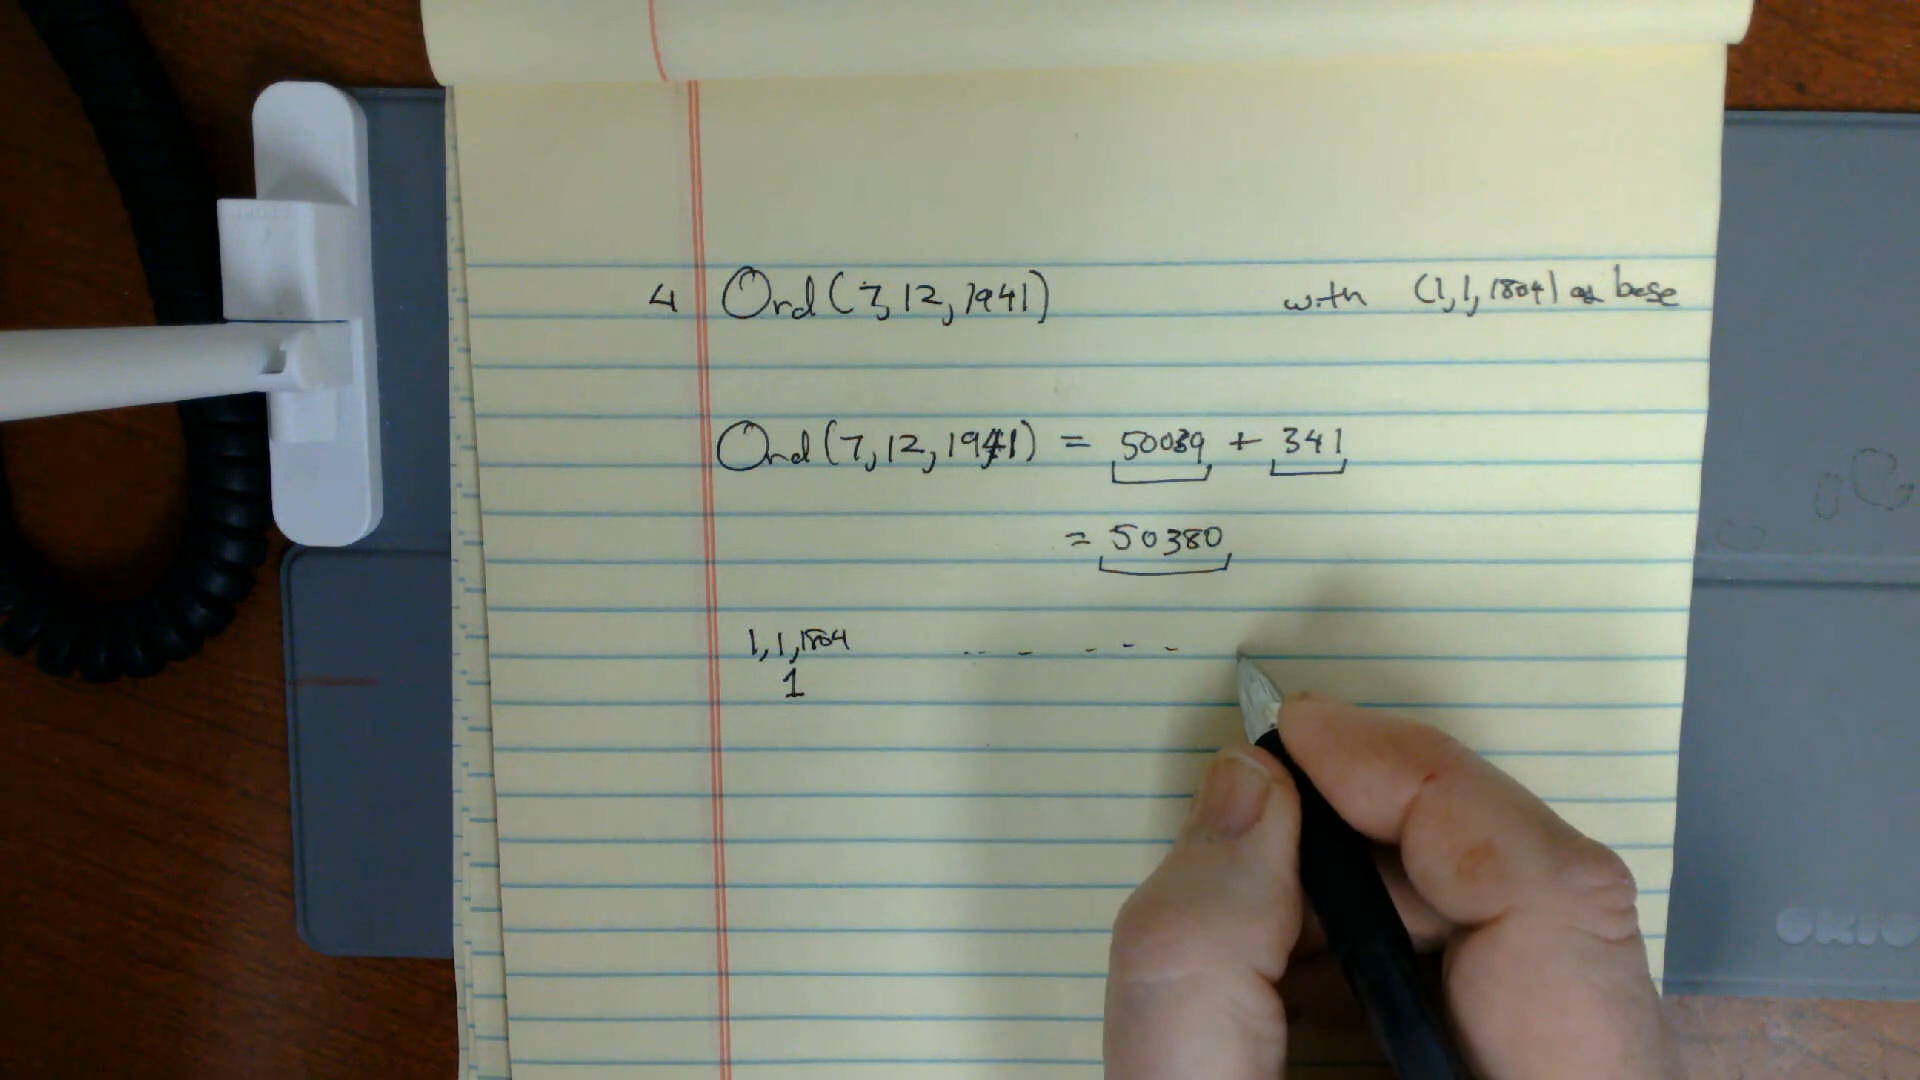 4 Ord(7,12,1941) with (1,1,1804) as base
Ord(7,12,1941) = 50039 + 341
= 50380
1,1,1804 .. - - - -
1
OKIO